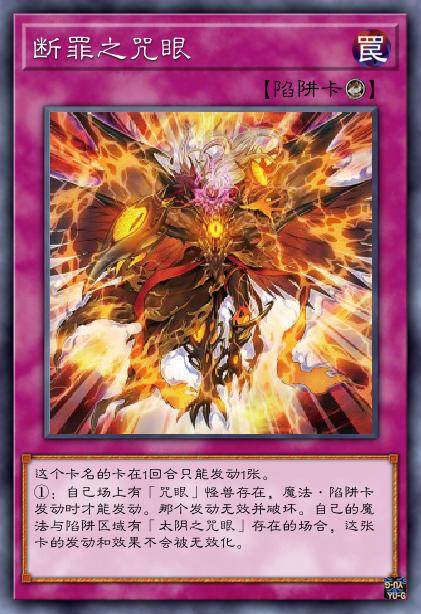 断罪之咒眼
罠
【陷阱卡】
这个卡名的卡在1回合只能发动1张。
①：自己场上有「咒眼」怪兽存在，魔法·陷阱卡
发动时才能发动。那个发动无效并破坏。自己的魔
法与陷阱区域有「太阴之咒眼」存在的场合，这张
卡的发动和效果不会被无效化。